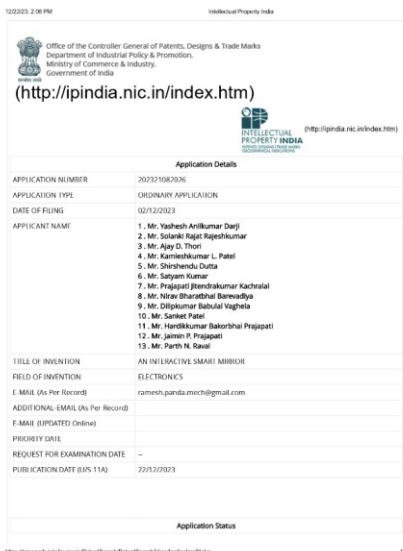 12/22/23, 2:06 PM
Intellectual Property India
Office of the Controller General of Patents, Designs & Trade Marks
Department of Industrial Policy & Promotion,
Ministry of Commerce & Industry,
Government of India
(http://ipindia.nic.in/index.htm)
INTELLECTUAL
PROPERTY INDIA
(http://ipindia.nic.in/index.htm)
Application Details
APPLICATION NUMBER 202321082026
APPLICATION TYPE ORDINARY APPLICATION
DATE OF FILING 02/12/2023
APPLICANT NAME 1 . Mr. Yashesh Anilkumar Darji
2 . Mr. Solanki Rajat Rajeshkumar
3 . Mr. Ajay D. Thori
4 . Mr. Kamleshkumar L. Patel
5 . Mr. Shirshendu Dutta
6 . Mr. Satyam Kumar
7 . Mr. Prajapati Jitendrakumar Kachralal
8 . Mr. Nirav Bharatbhai Barevadiya
9 . Mr. Dilipkumar Babulal Vaghela
10 . Mr. Sanket Patel
11 . Mr. Hardikkumar Bakorbhai Prajapati
12 . Mr. Jaimin P. Prajapati
13 . Mr. Parth N. Raval
TITLE OF INVENTION AN INTERACTIVE SMART MIRROR
FIELD OF INVENTION ELECTRONICS
E-MAIL (As Per Record) ramesh.panda.mech@gmail.com
ADDITIONAL-EMAIL (As Per Record)
E-MAIL (UPDATED Online)
PRIORITY DATE
REQUEST FOR EXAMINATION DATE --
PUBLICATION DATE (U/S 11A) 22/12/2023
Application Status